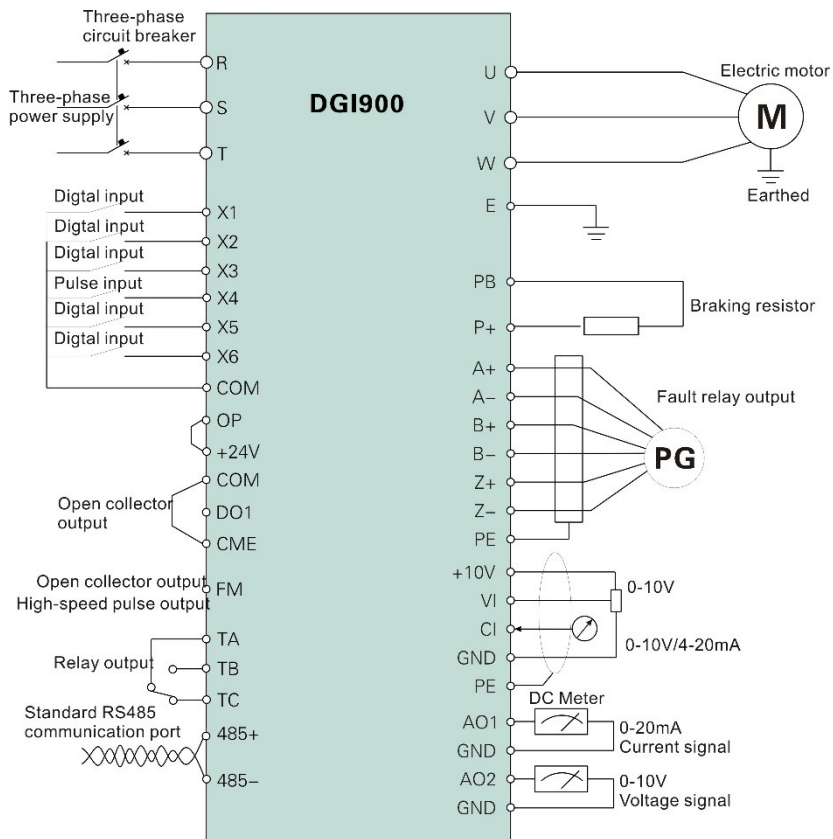 Three-phase
circuit breaker
R
Three-phase
power supply
S
T
DGI900
U
V
W
Electric motor
M
Earthed
E
Digtal input
X1
Digtal input
X2
Digtal input
X3
Pulse input
X4
Digtal input
X5
Digtal input
X6
COM
OP
+24V
COM
Open collector
output
DO1
CME
Open collector output
High-speed pulse output
FM
TA
Relay output
TB
TC
Standard RS485
communication port
485+
485−
PB
P+
Braking resistor
A+
A−
B+
B−
Z+
Z−
PE
Fault relay output
PG
+10V
VI
CI
GND
PE
0-10V
0-10V/4-20mA
DC Meter
AO1
GND
0-20mA
Current signal
AO2
GND
0-10V
Voltage signal